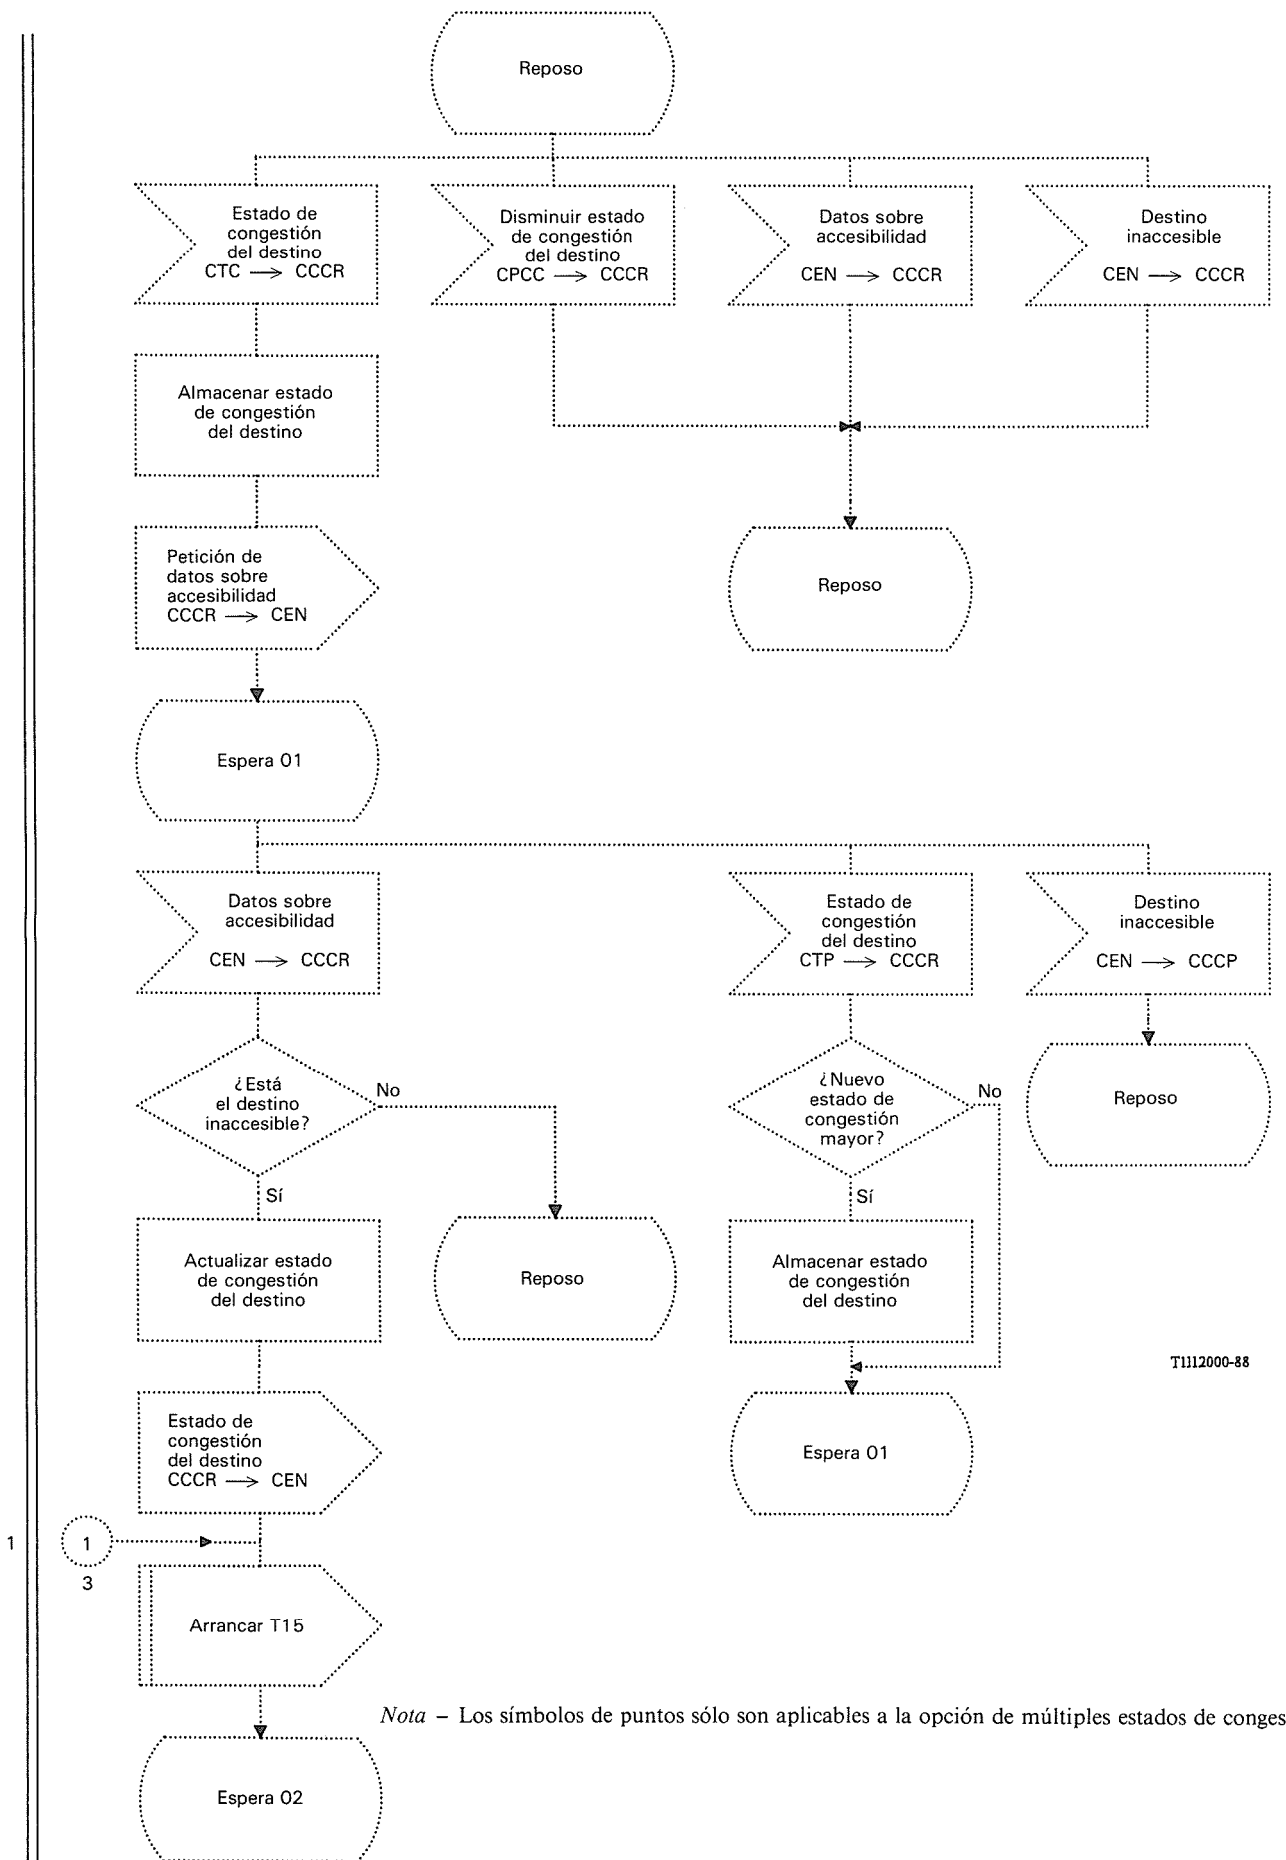 Reposo
Estado de
congestión
del destino
CTC → CCCR
Disminuir estado
de congestión
del destino
CPCC → CCCR
Datos sobre
accesibilidad
CEN → CCCR
Destino
inaccesible
CEN → CCCR
Almacenar estado
de congestión
del destino
Petición de
datos sobre
accesibilidad
CCCR → CEN
Reposo
Espera 01
Datos sobre
accesibilidad
CEN → CCCR
Estado de
congestión
del destino
CTP → CCCR
Destino
inaccesible
CEN → CCCP
¿Está
el destino
inaccesible?
No
Sí
¿Nuevo
estado de
congestión
mayor?
No
Sí
Reposo
Actualizar estado
de congestión
del destino
Reposo
Almacenar estado
de congestión
del destino
T1112000-88
Estado de
congestión
del destino
CCCR → CEN
Espera 01
1
1
3
Arrancar T15
Nota – Los símbolos de puntos sólo son aplicables a la opción de múltiples estados de conges
Espera 02